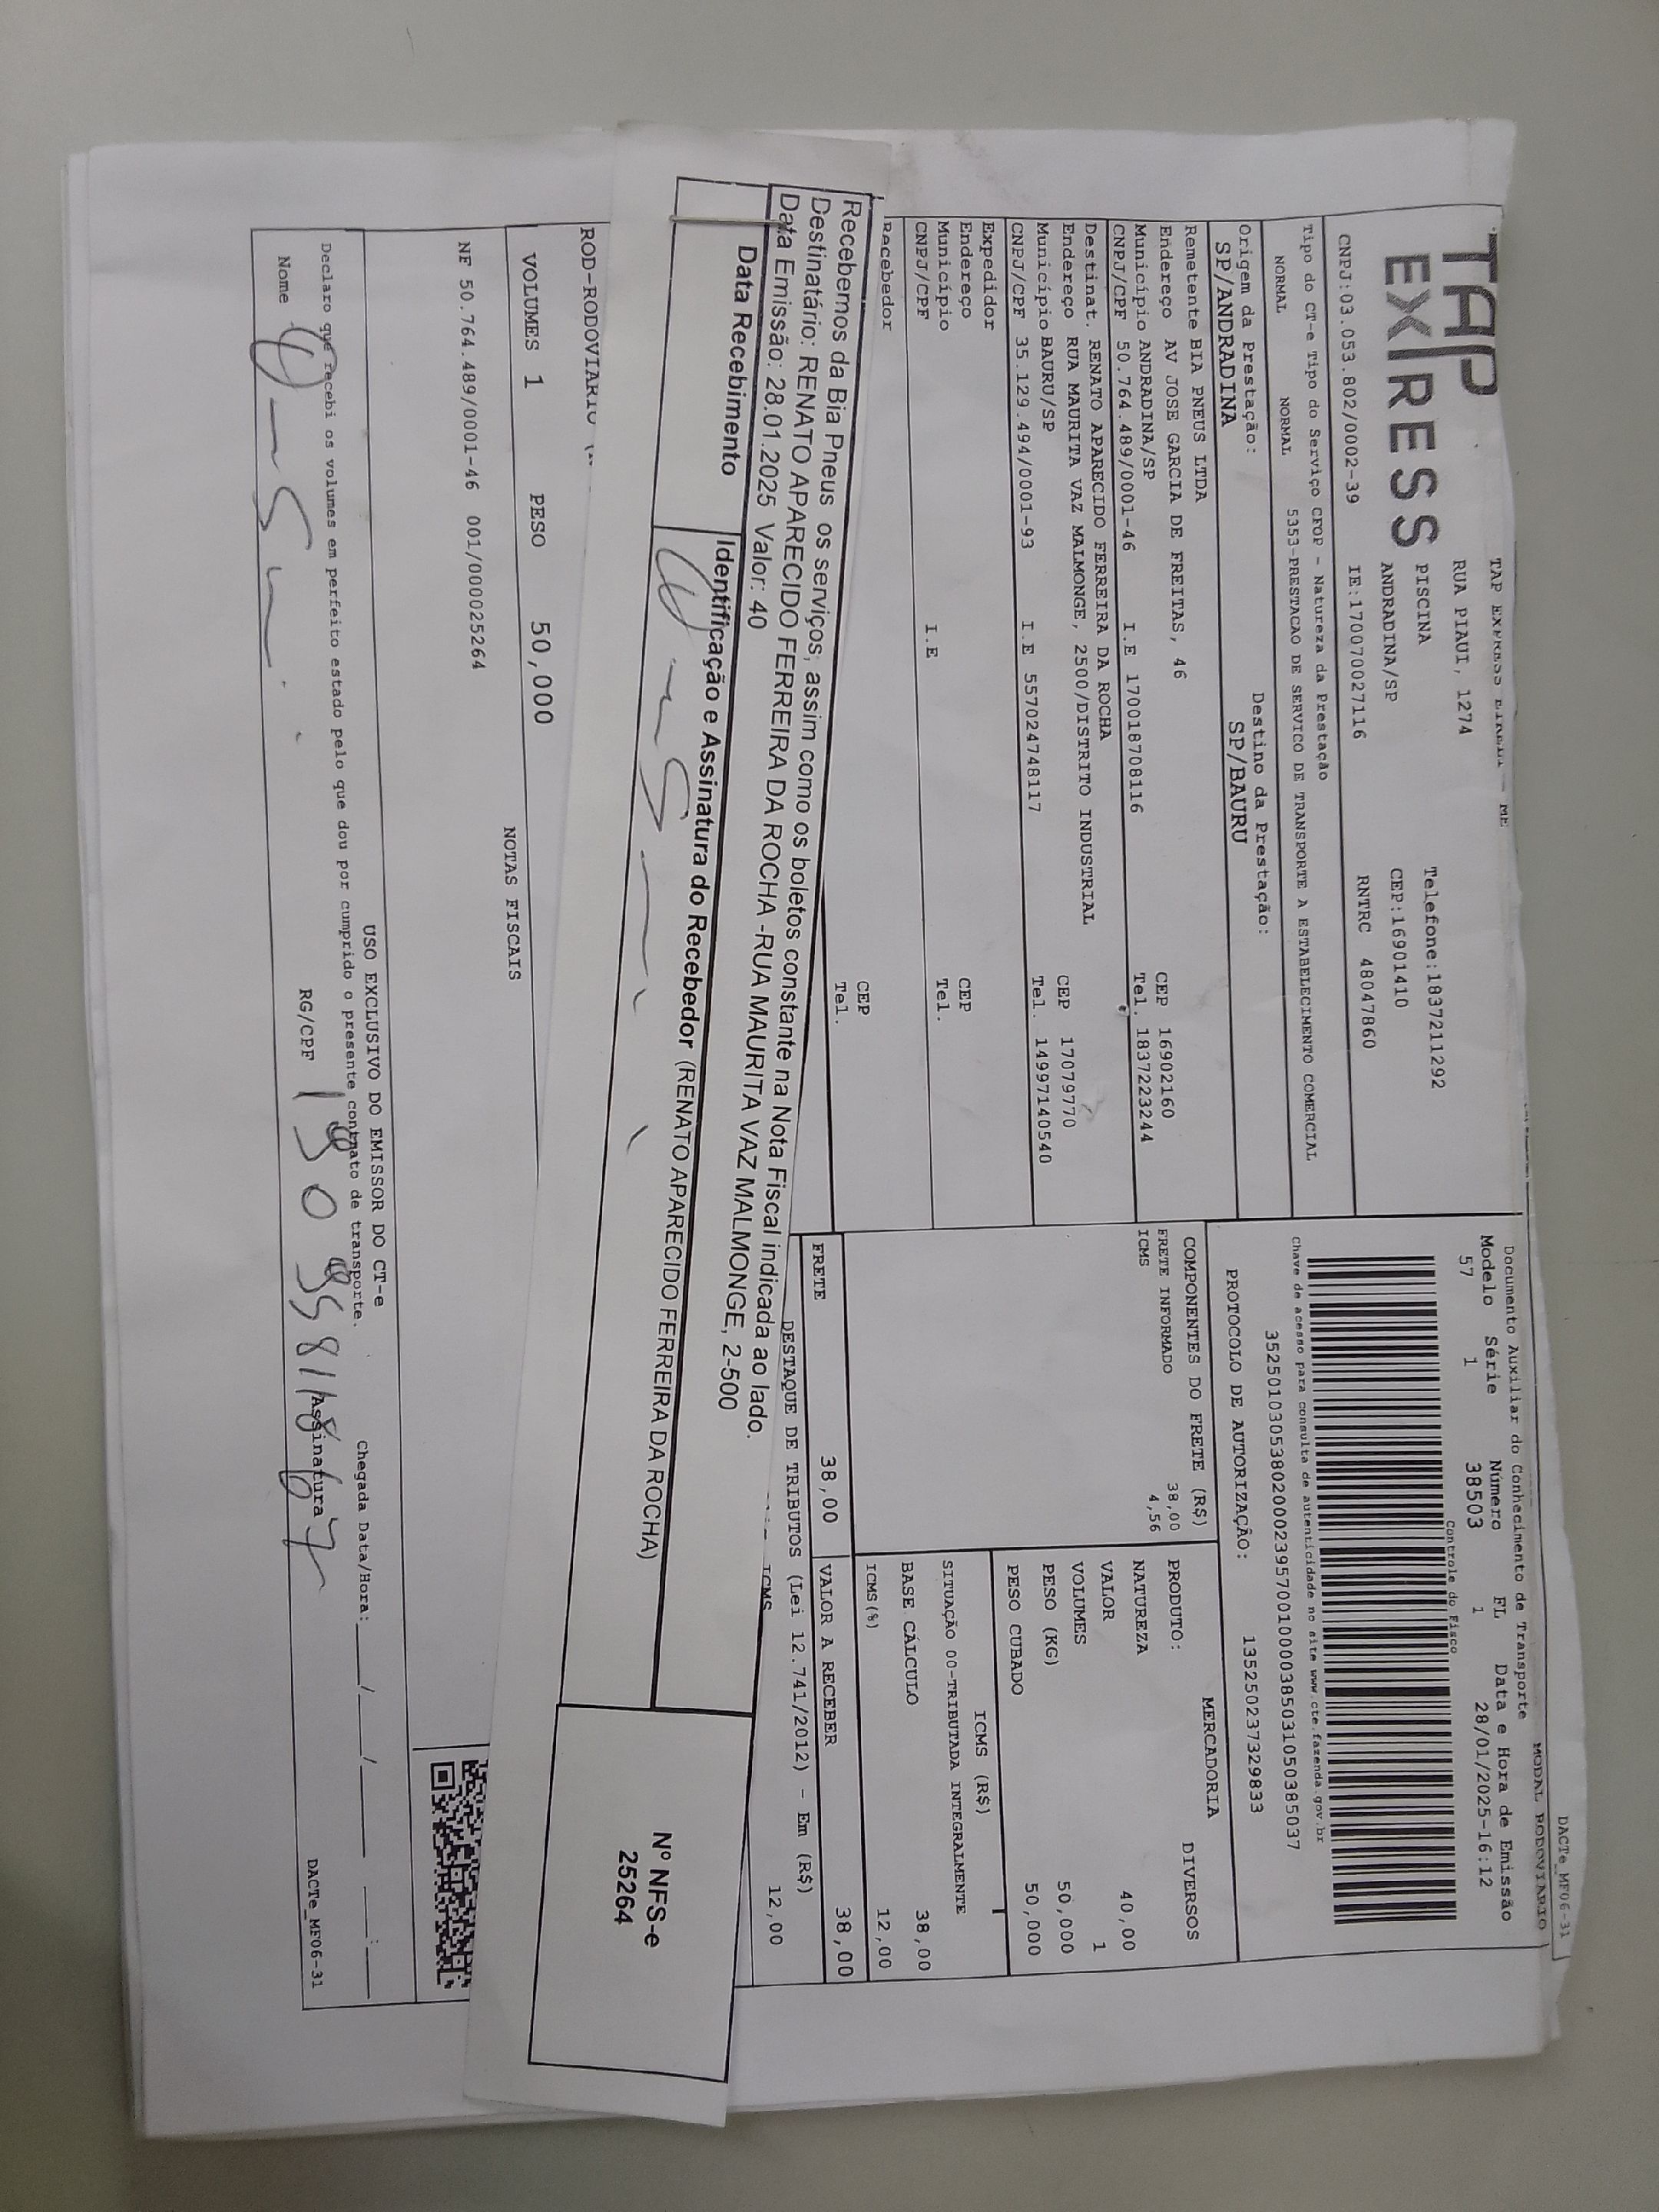 DACTe_MF06-31
MODAL RODOVIARIO
TAP
EXPRESS
TAP EXPRESS EIRELI - ME
RUA PIAUI, 1274
PISCINA
ANDRADINA/SP
Telefone:1837211292
CEP:16901410
CNPJ:03.053.802/0002-39 IE:170070027116 RNTRC 48047860
Documento Auxiliar do Conhecimento de Transporte
Modelo Série Número FL Data e Hora de Emissão
57 1 38503 1 28/01/2025-16:12
Controle do Fisco
Chave de acesso para consulta de autenticidade no site www.cte.fazenda.gov.br
35250103053802000239570010000385031050385037
PROTOCOLO DE AUTORIZAÇÃO: 135250237329833
Tipo do CT-e Tipo do Serviço CFOP - Natureza da Prestação
NORMAL NORMAL 5353-PRESTACAO DE SERVICO DE TRANSPORTE A ESTABELECIMENTO COMERCIAL
Origem da Prestação: Destino da Prestação:
SP/ANDRADINA SP/BAURU
Remetente BIA PNEUS LTDA
Endereço AV JOSE GARCIA DE FREITAS, 46
Município ANDRADINA/SP CEP 16902160
CNPJ/CPF 50.764.489/0001-46 I.E 170018708116 Tel. 1837223244
Destinat. RENATO APARECIDO FERREIRA DA ROCHA
Endereço RUA MAURITA VAZ MALMONGE, 2500/DISTRITO INDUSTRIAL
Município BAURU/SP CEP 17079770
CNPJ/CPF 35.129.494/0001-93 I.E 557024748117 Tel. 14997140540
Expedidor
Endereço
Município CEP
CNPJ/CPF I.E Tel.
Recebedor
CEP
Tel.
COMPONENTES DO FRETE (R$)
FRETE INFORMADO 38,00
ICMS 4,56
MERCADORIA
PRODUTO: DIVERSOS
NATUREZA
VALOR 40,00
VOLUMES 1
PESO (KG) 50,000
PESO CUBADO 50,000
ICMS (R$)
SITUAÇÃO 00-TRIBUTADA INTEGRALMENTE
BASE CÁLCULO 38,00
ICMS(%) 12,00
FRETE 38,00 VALOR A RECEBER 38,00
DESTAQUE DE TRIBUTOS (Lei 12.741/2012) - Em (R$)
ICMS 12,00
Recebemos da Bia Pneus os serviços, assim como os boletos constante na Nota Fiscal indicada ao lado.
Destinatário: RENATO APARECIDO FERREIRA DA ROCHA -RUA MAURITA VAZ MALMONGE, 2-500
Data Emissão: 28.01.2025 Valor: 40
Data Recebimento
Identificação e Assinatura do Recebedor (RENATO APARECIDO FERREIRA DA ROCHA)
Nº NFS-e
25264
ROD-RODOVIARIO
VOLUMES 1 PESO 50,000
NOTAS FISCAIS
NF 50.764.489/0001-46 001/000025264
USO EXCLUSIVO DO EMISSOR DO CT-e
Declaro que recebi os volumes em perfeito estado pelo que dou por cumprido o presente contrato de transporte.
Chegada Data/Hora:___/___/____ ___:___
Nome RG/CPF Assinatura
DACTe_MF06-31